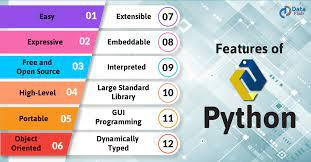 Easy
01
Expressive
02
Free and
Open Source
03
High-Level
04
Portable
05
Object
Oriented
06
07
Extensible
08
Embeddable
09
Interpreted
10
Large Standard
Library
11
GUI
Programming
12
Dynamically
Typed
Data
Flair
Features of
Python